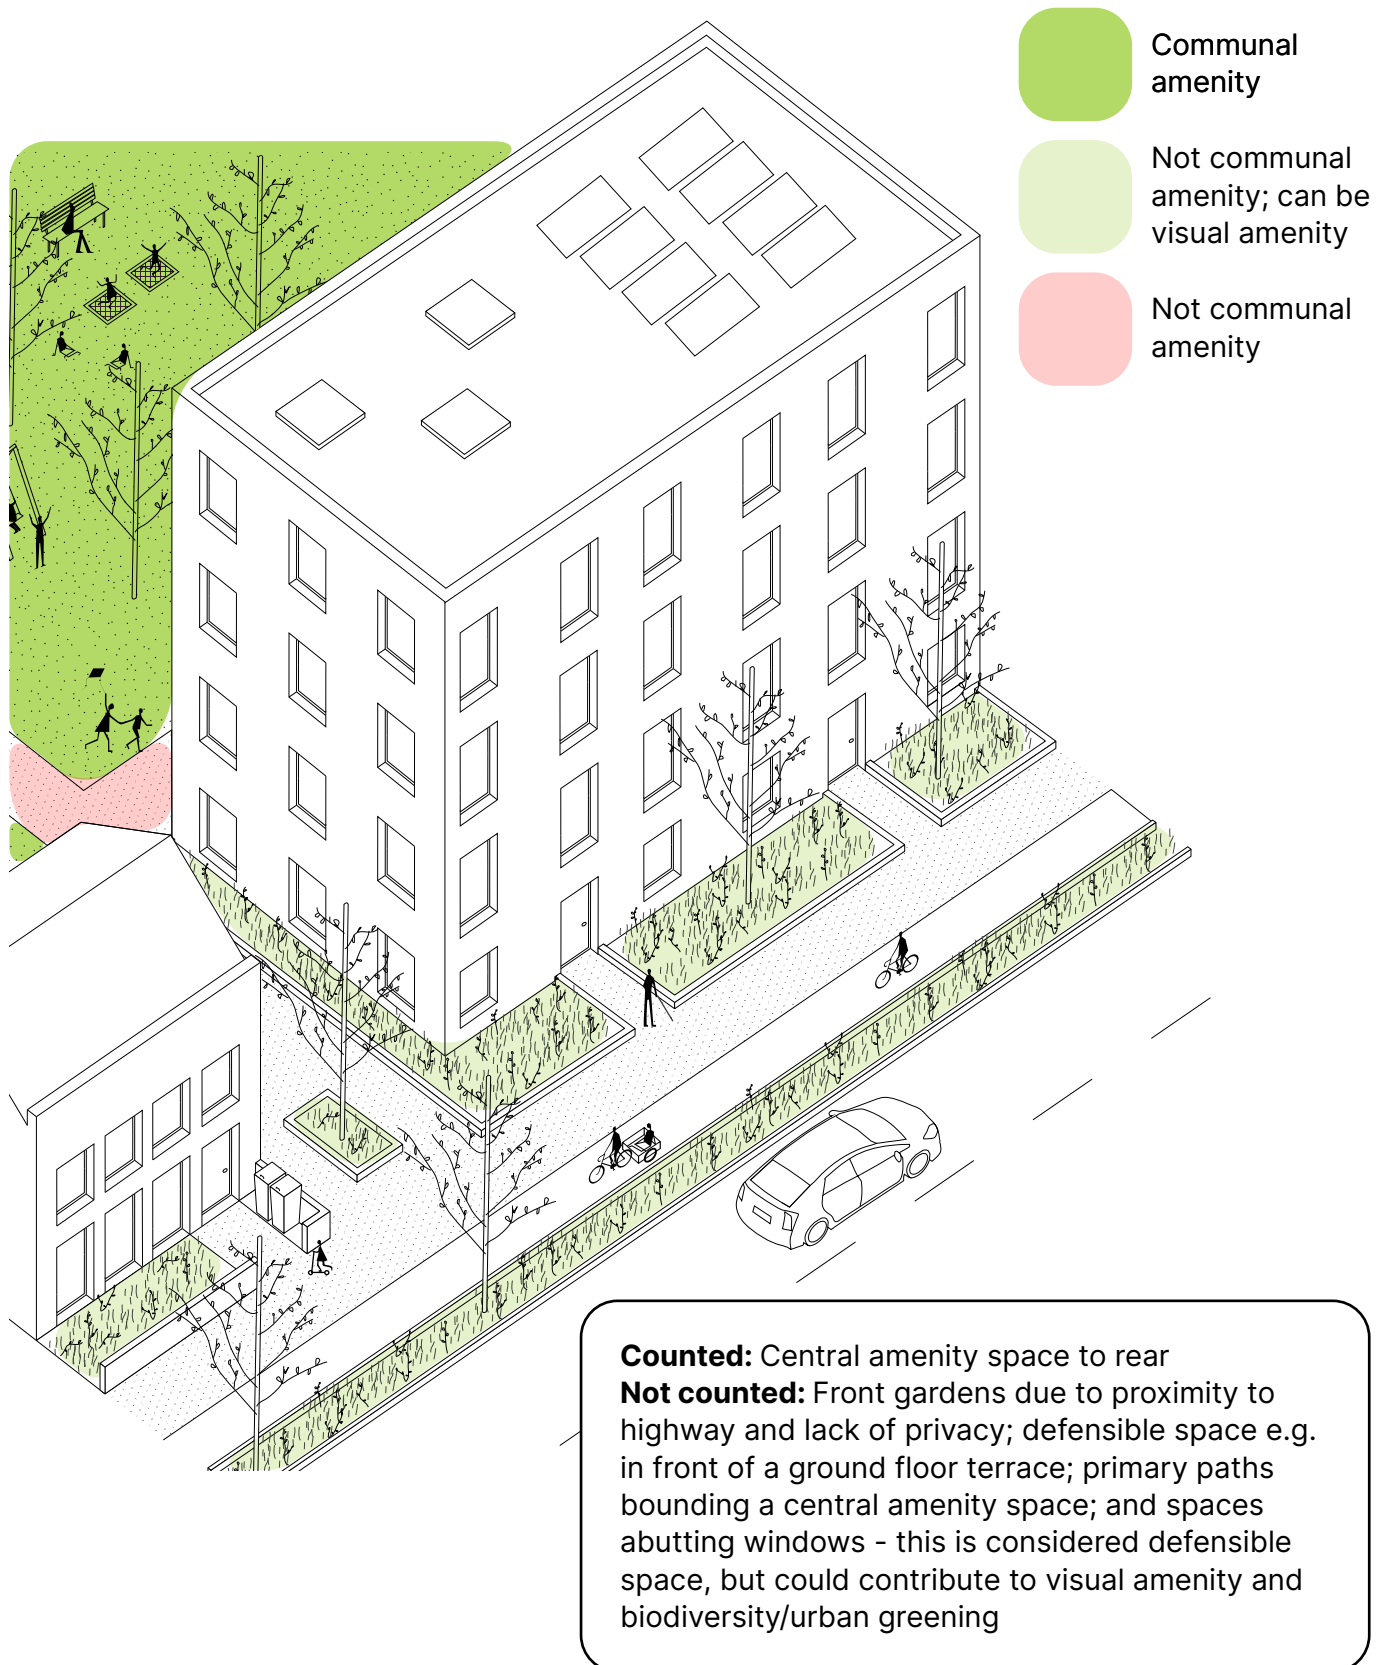 Communal
amenity
Not communal
amenity; can be
visual amenity
Not communal
amenity
Counted: Central amenity space to rear
Not counted: Front gardens due to proximity to
highway and lack of privacy; defensible space e.g.
in front of a ground floor terrace; primary paths
bounding a central amenity space; and spaces
abutting windows - this is considered defensible
space, but could contribute to visual amenity and
biodiversity/urban greening